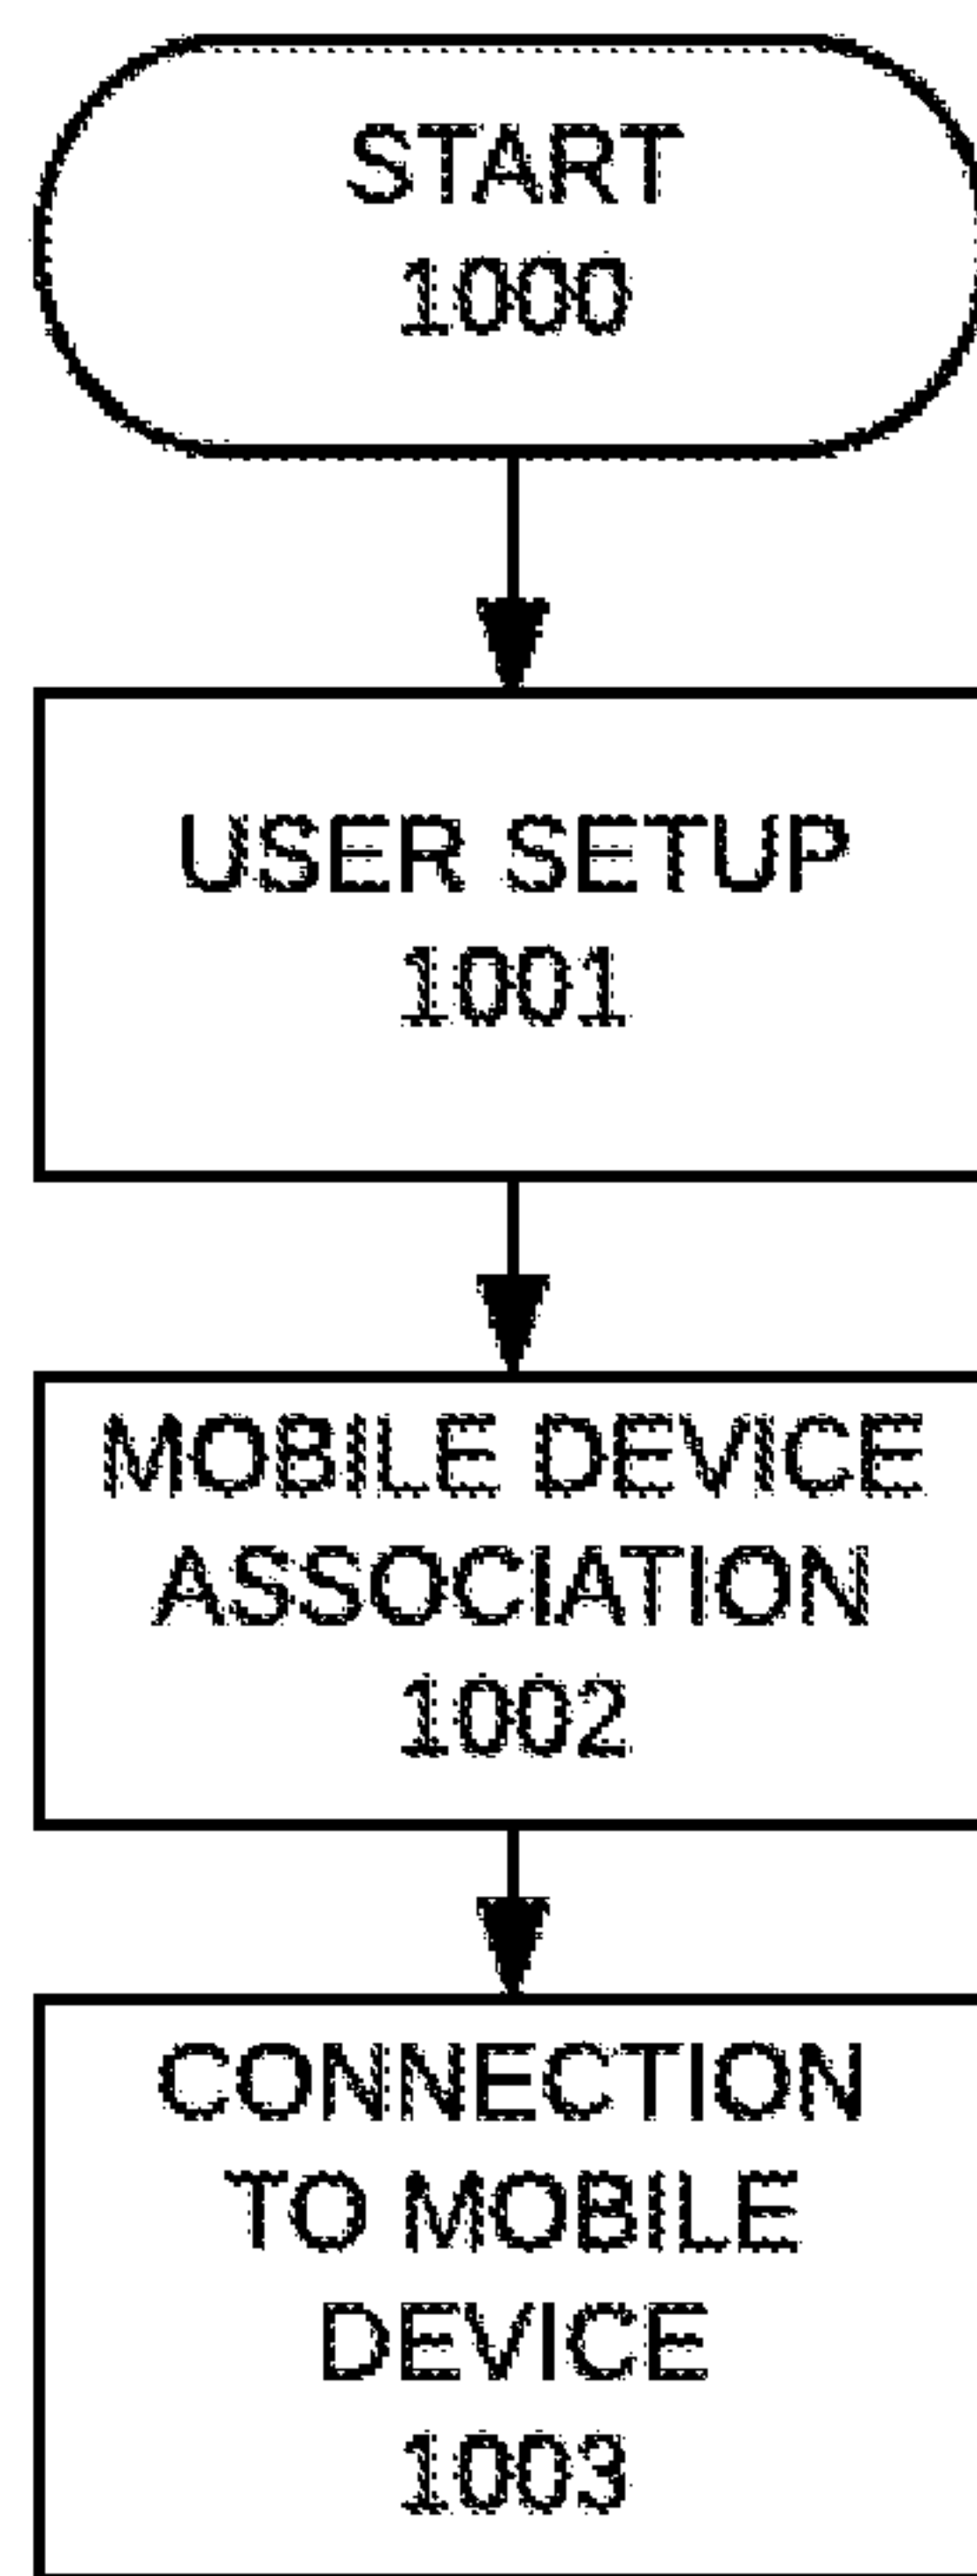 START
1000
USER SETUP
1001
MOBILE DEVICE
ASSOCIATION
1002
CONNECTION
TO MOBILE
DEVICE
1003